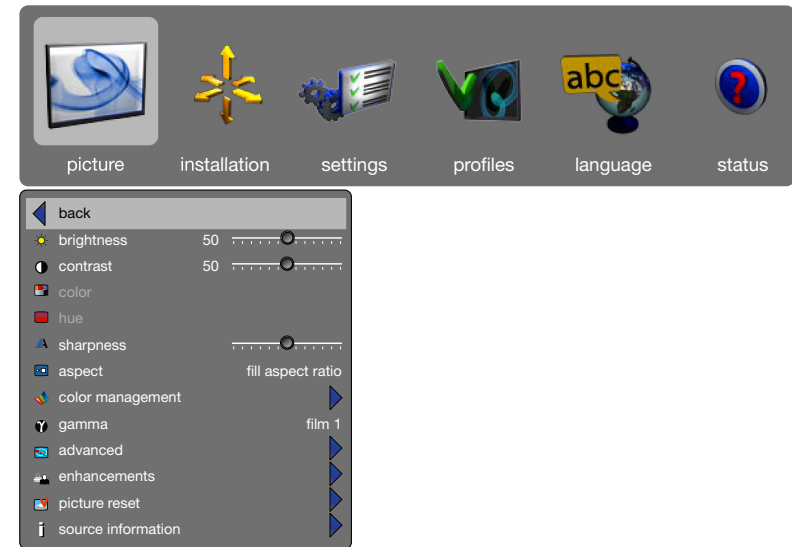 abc
picture installation settings profiles language status
back
brightness 50
contrast 50
color
hue
sharpness
aspect fill aspect ratio
color management
gamma film 1
advanced
enhancements
picture reset
source information